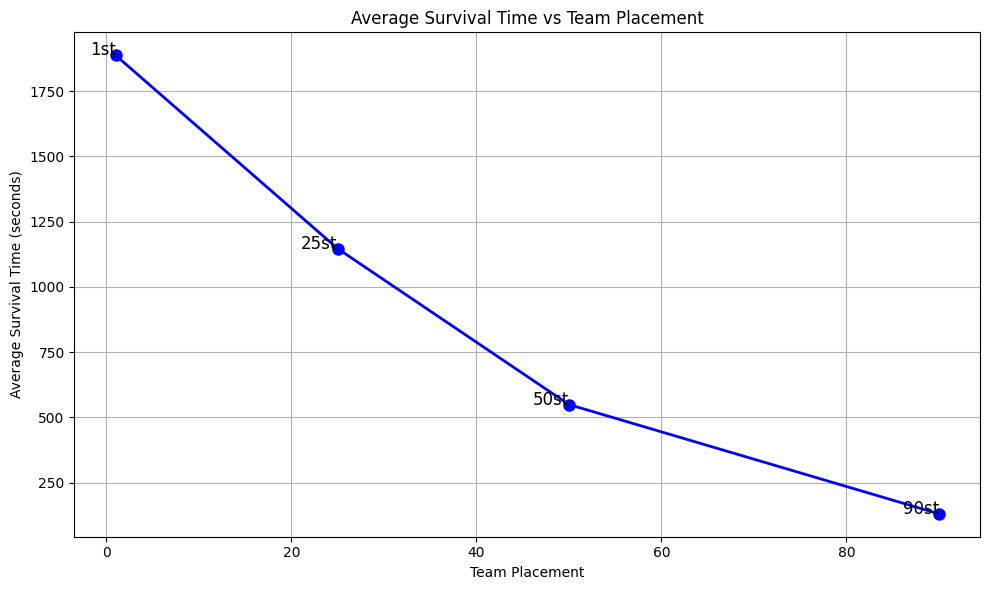 Average Survival Time vs Team Placement
Average Survival Time (seconds)
1750
1500
1250
1000
750
500
250
1st
25st
50st
90st
0 20 40 60 80
Team Placement